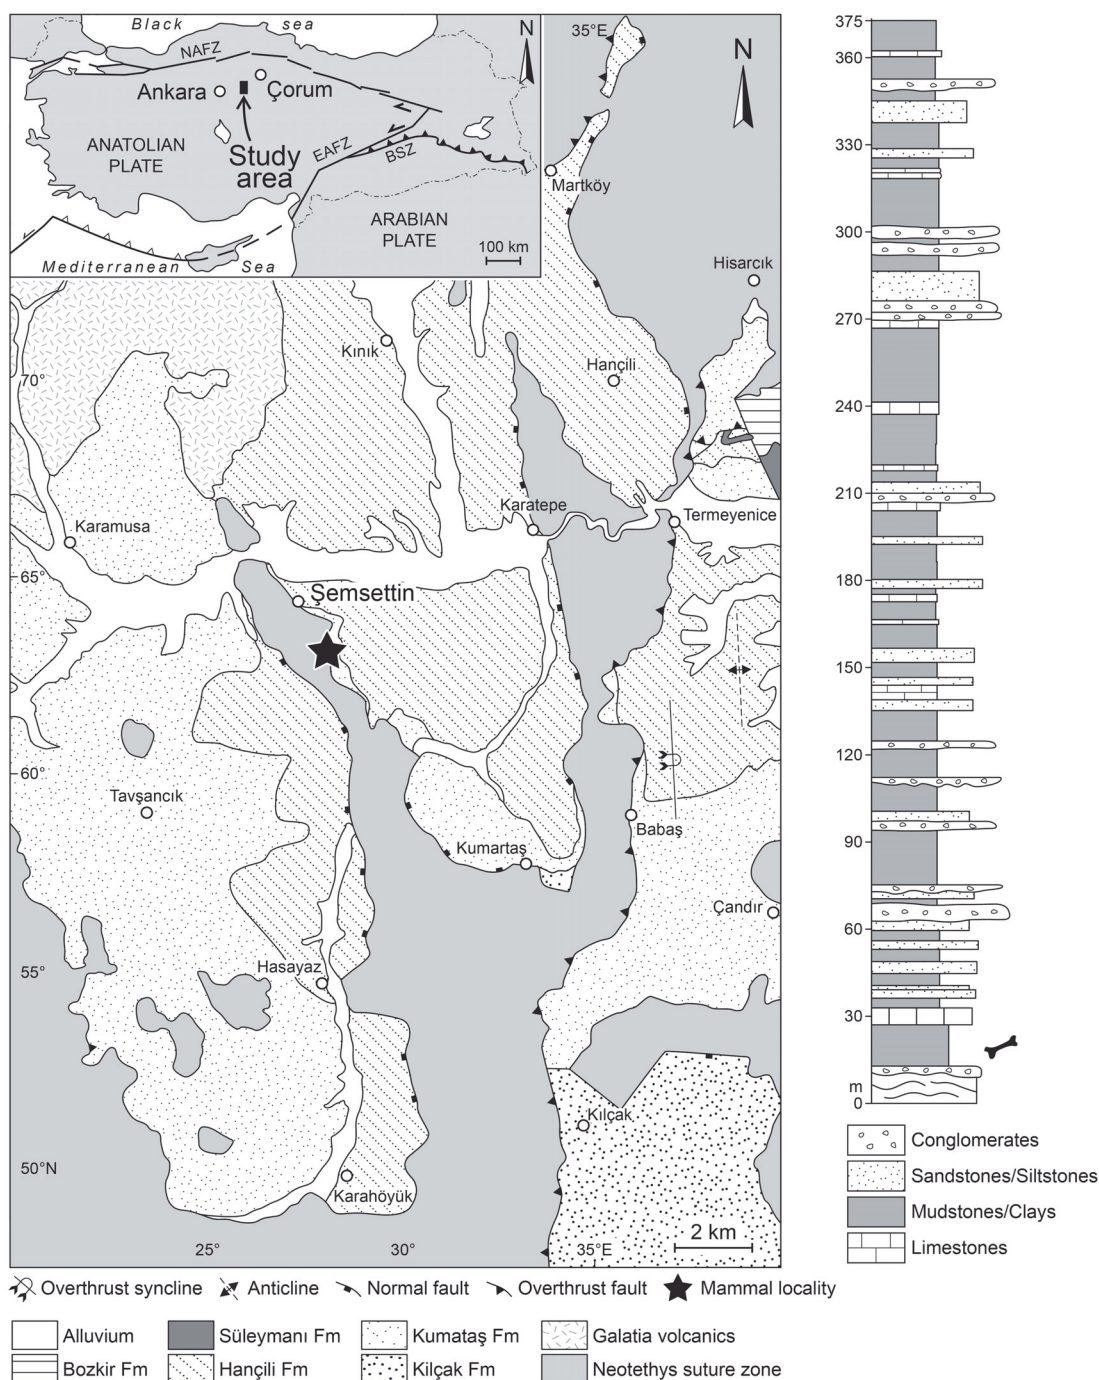 Black sea
NAFZ
N
Ankara
Çorum
ANATOLIAN
PLATE
Study
area
EAFZ
BSZ
ARABIAN
PLATE
100 km
Mediterranean Sea
35°E
N
Martköy
Hisarcık
Kınık
Hançili
70°
Karatepe
Termeyenice
Karamusa
65°
Şemsettin
60°
Tavşancık
Babaş
Kumartaş
Çandır
55°
Hasayaz
Kılçak
50°N
Karahöyük
25°
30°
35°E
2 km
Overthrust syncline
Anticline
Normal fault
Overthrust fault
Mammal locality
Alluvium
Süleymanı Fm
Kumataş Fm
Galatia volcanics
Bozkir Fm
Hançili Fm
Kilçak Fm
Neotethys suture zone
375
360
330
300
270
240
210
180
150
120
90
60
30
m
0
Conglomerates
Sandstones/Siltstones
Mudstones/Clays
Limestones